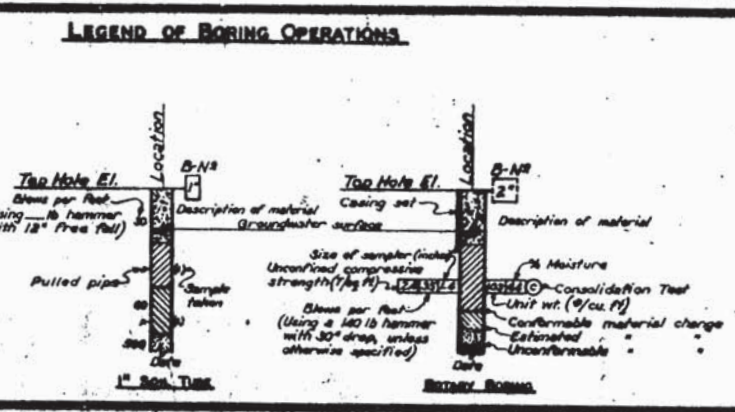 LEGEND OF BORING OPERATIONS
Location
B-Nº
1"
Top Hole El.
Blows per foot
lb hammer
with 12" free fall)
Description of material
Groundwater surface
Pulled pipe
Sample
taken
Date
1" SOIL TUBE
Location
B-Nº
2"
Top Hole El.
Casing set
Description of material
Size of sampler (inches)
Unconfined compressive
strength (T/sq ft)
% Moisture
C
Consolidation Test
Unit wt. (#/cu. ft)
Blows per foot
(Using a 140 lb hammer
with 30" drop, unless
otherwise specified)
Conformable material change
Estimated " "
Unconformable " "
Date
ROTARY BORING